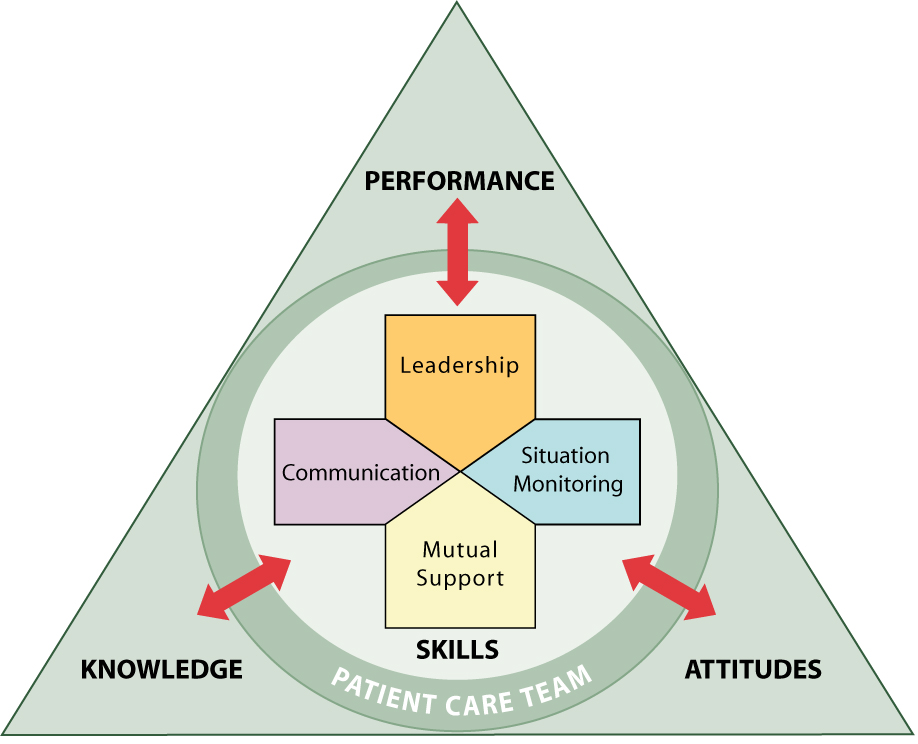 PERFORMANCE
Leadership
Communication
Situation
Monitoring
Mutual
Support
SKILLS
KNOWLEDGE
ATTITUDES
PATIENT CARE TEAM